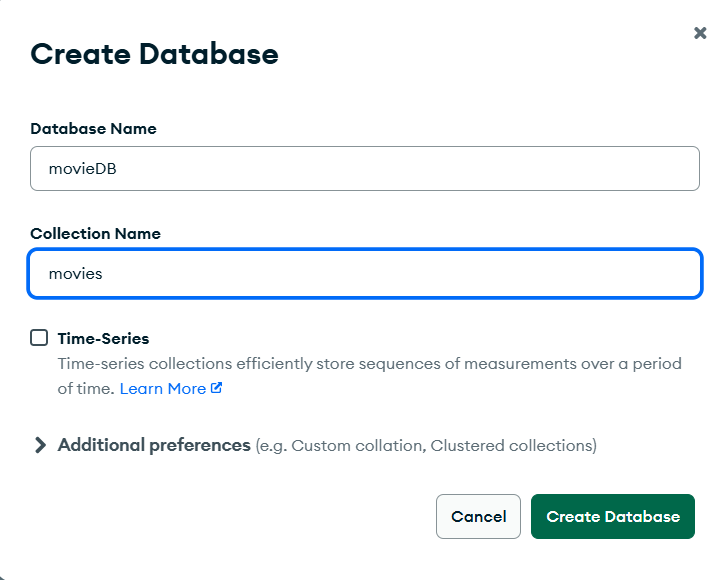 Create Database
Database Name
movieDB
Collection Name
movies
Time-Series
Time-series collections efficiently store sequences of measurements over a period
of time. Learn More
Additional preferences (e.g. Custom collation, Clustered collections)
Cancel Create Database